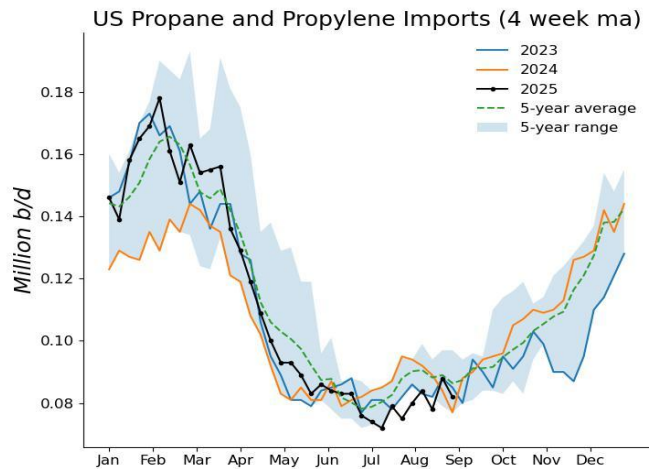 US Propane and Propylene Imports (4 week ma)
2023
2024
2025
5-year average
5-year range
Million b/d
0.18
0.16
0.14
0.12
0.10
0.08
Jan Feb Mar Apr May Jun Jul Aug Sep Oct Nov Dec